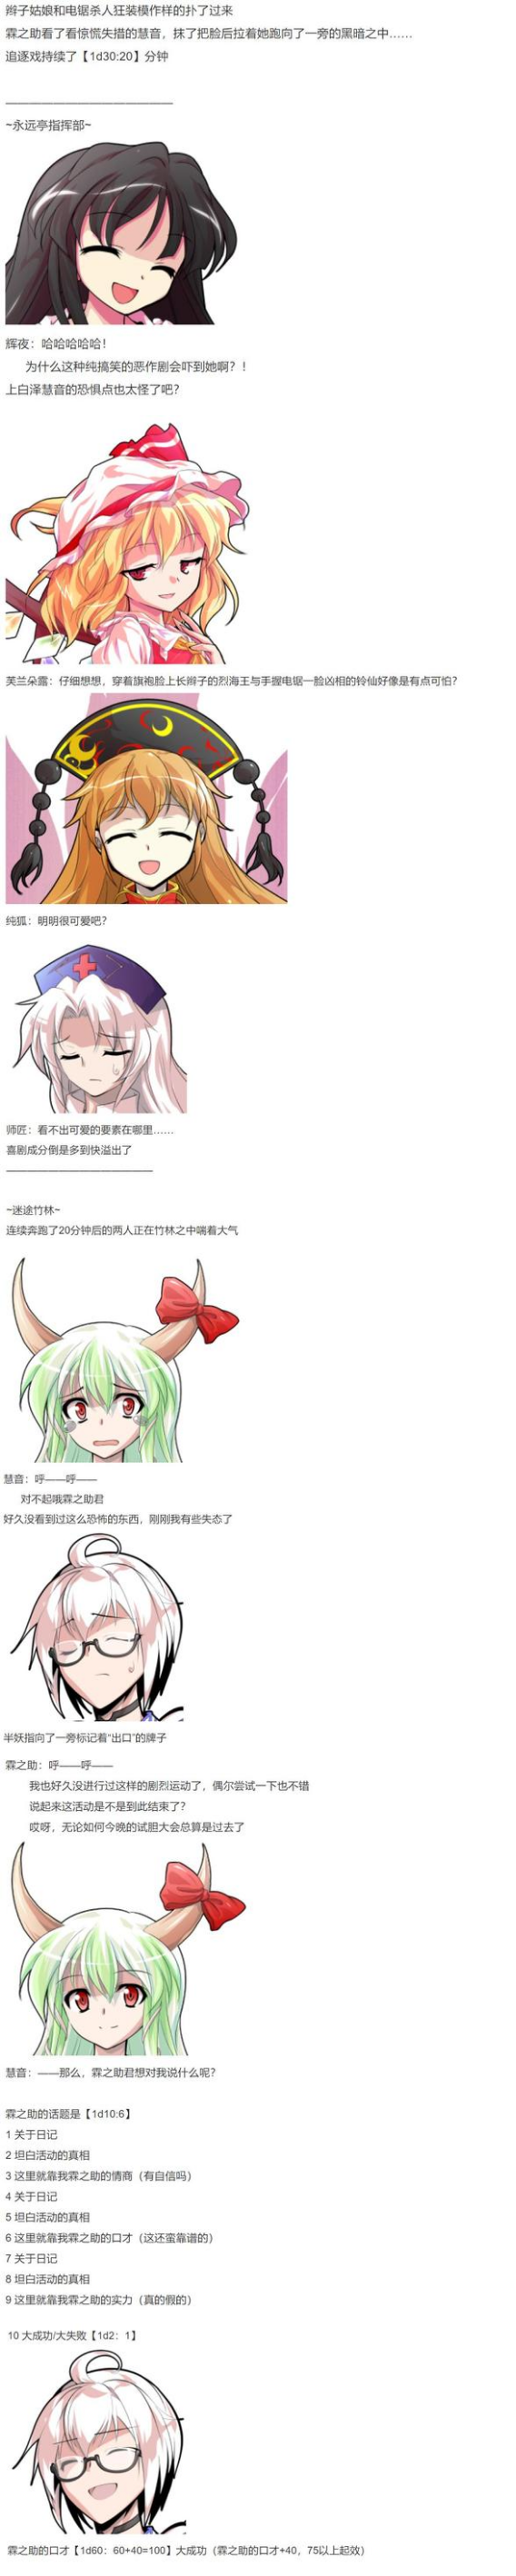 辫子姑娘和电锯杀人狂装模作样的扑了过来
霖之助看了看惊慌失措的慧音，抹了把脸后拉着她跑向了一旁的黑暗之中……
追逐戏持续了【1d30:20】分钟
————————————————
~永远亭指挥部~
辉夜：哈哈哈哈哈！
为什么这种纯搞笑的恶作剧会吓到她啊？！
上白泽慧音的恐惧点也太怪了吧？
芙兰朵露：仔细想想，穿着旗袍脸上长辫子的烈海王与手握电锯一脸凶相的铃仙好像是有点可怕？
纯狐：明明很可爱吧？
师匠：看不出可爱的要素在哪里……
喜剧成分倒是多到快溢出了
————————————————
~迷途竹林~
连续奔跑了20分钟后的两人正在竹林之中喘着大气
慧音：呼——呼——
对不起哦霖之助君
好久没看到过这么恐怖的东西，刚刚我有些失态了
半妖指向了一旁标记着“出口”的牌子
霖之助：呼——呼——
我也好久没进行过这样的剧烈运动了，偶尔尝试一下也不错
说起来这活动是不是到此结束了？
哎呀，无论如何今晚的试胆大会总算是过去了
慧音：——那么，霖之助君想对我说什么呢？
霖之助的话题是【1d10:6】
1 关于日记
2 坦白活动的真相
3 这里就靠我霖之助的情商（有自信吗）
4 关于日记
5 坦白活动的真相
6 这里就靠我霖之助的口才（这还蛮靠谱的）
7 关于日记
8 坦白活动的真相
9 这里就靠我霖之助的实力（真的假的）
10 大成功/大失败【1d2：1】
霖之助的口才【1d60：60+40=100】大成功（霖之助的口才+40，75以上起效）